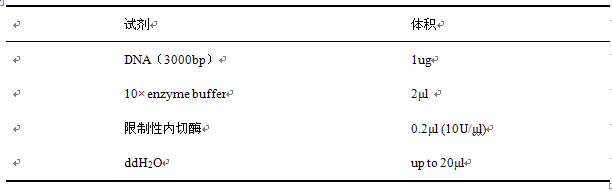 试剂 体积
DNA（3000bp） 1ug
10× enzyme buffer 2μl
限制性内切酶 0.2μl (10U/μl)
ddH₂O up to 20μl